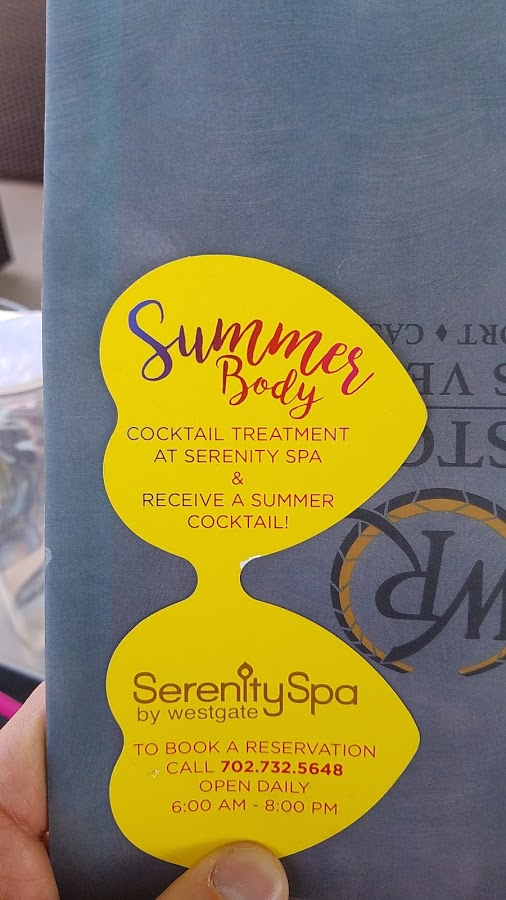 Summer
Body
COCKTAIL TREATMENT
AT SERENITY SPA
&
RECEIVE A SUMMER
COCKTAIL!
SerenitySpa
by westgate
TO BOOK A RESERVATION
CALL 702.732.5648
OPEN DAILY
6:00 AM - 8:00 PM